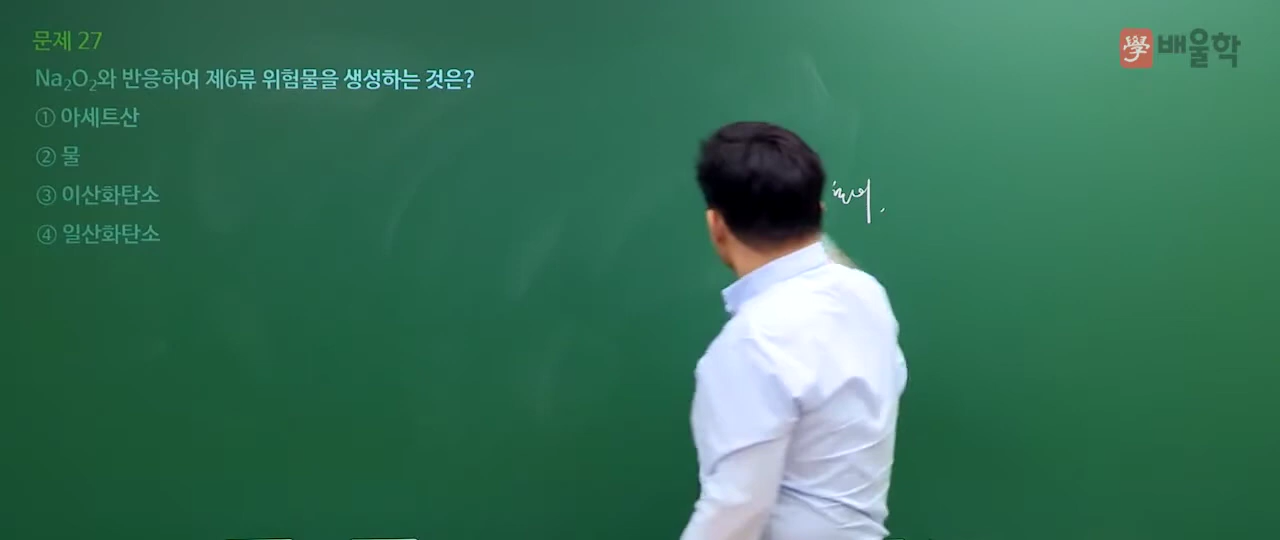 문제 27
學 배울학
Na₂O₂와 반응하여 제6류 위험물을 생성하는 것은?
① 아세트산
② 물
③ 이산화탄소
④ 일산화탄소